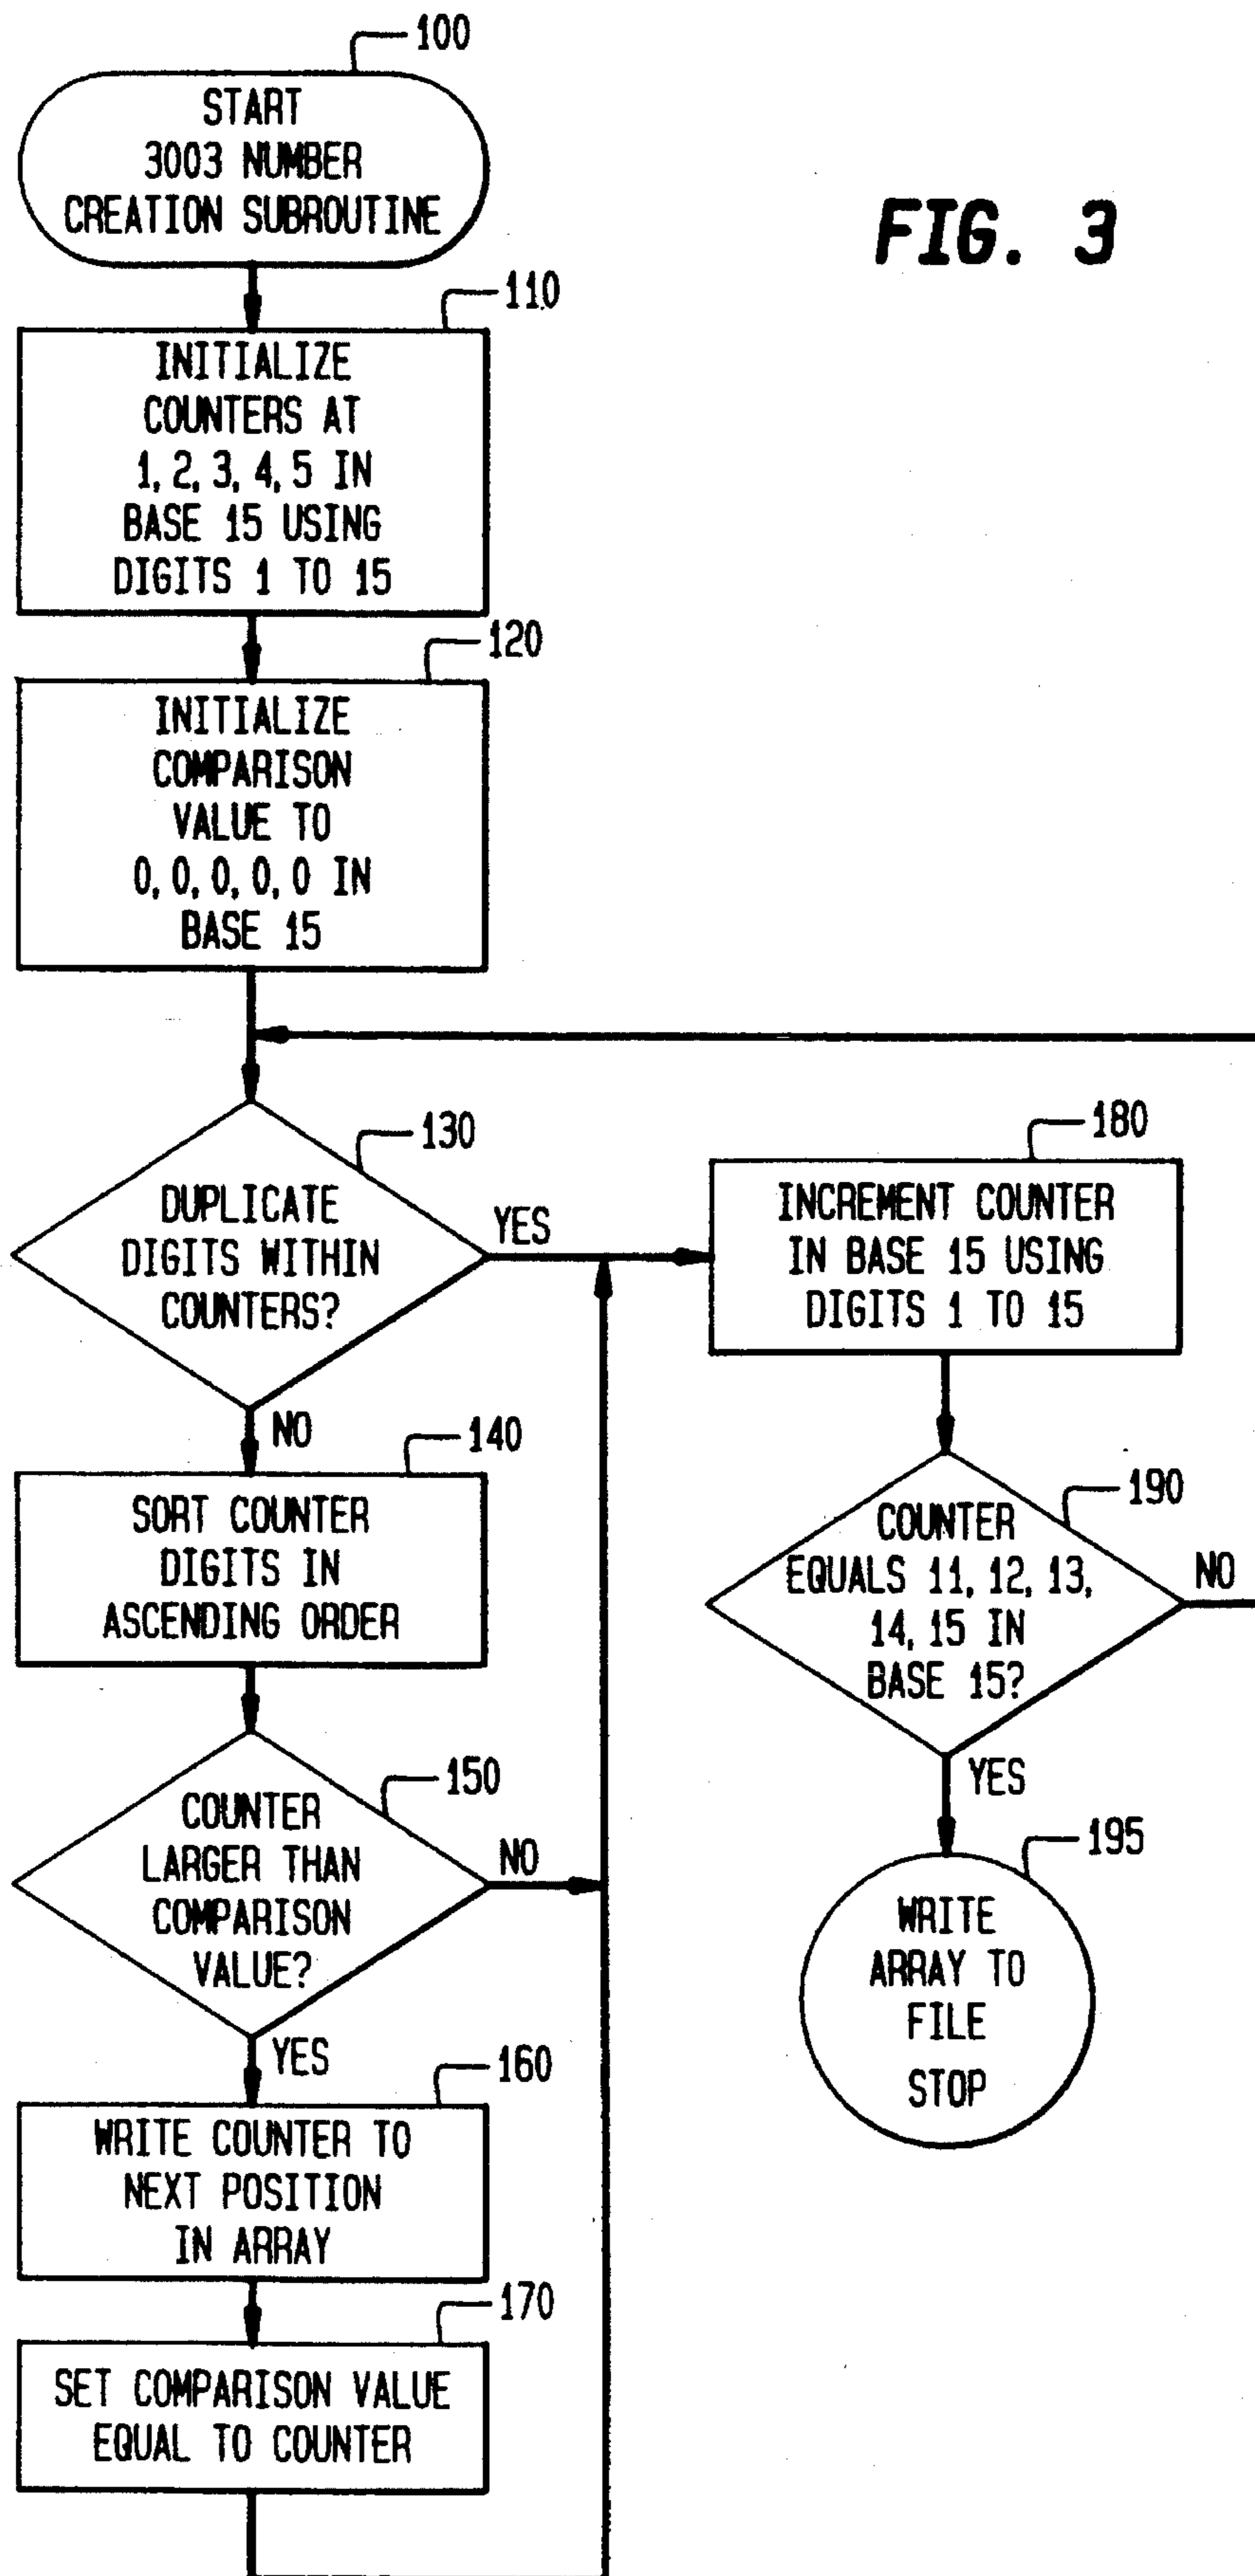 100
START
3003 NUMBER
CREATION SUBROUTINE
FIG. 3
110
INITIALIZE
COUNTERS AT
1, 2, 3, 4, 5 IN
BASE 15 USING
DIGITS 1 TO 15
120
INITIALIZE
COMPARISON
VALUE TO
0, 0, 0, 0, 0 IN
BASE 15
130
DUPLICATE
DIGITS WITHIN
COUNTERS?
YES
NO
140
SORT COUNTER
DIGITS IN
ASCENDING ORDER
150
COUNTER
LARGER THAN
COMPARISON
VALUE?
NO
YES
160
WRITE COUNTER TO
NEXT POSITION
IN ARRAY
170
SET COMPARISON VALUE
EQUAL TO COUNTER
180
INCREMENT COUNTER
IN BASE 15 USING
DIGITS 1 TO 15
190
COUNTER
EQUALS 11, 12, 13,
14, 15 IN
BASE 15?
NO
YES
195
WRITE
ARRAY TO
FILE
STOP